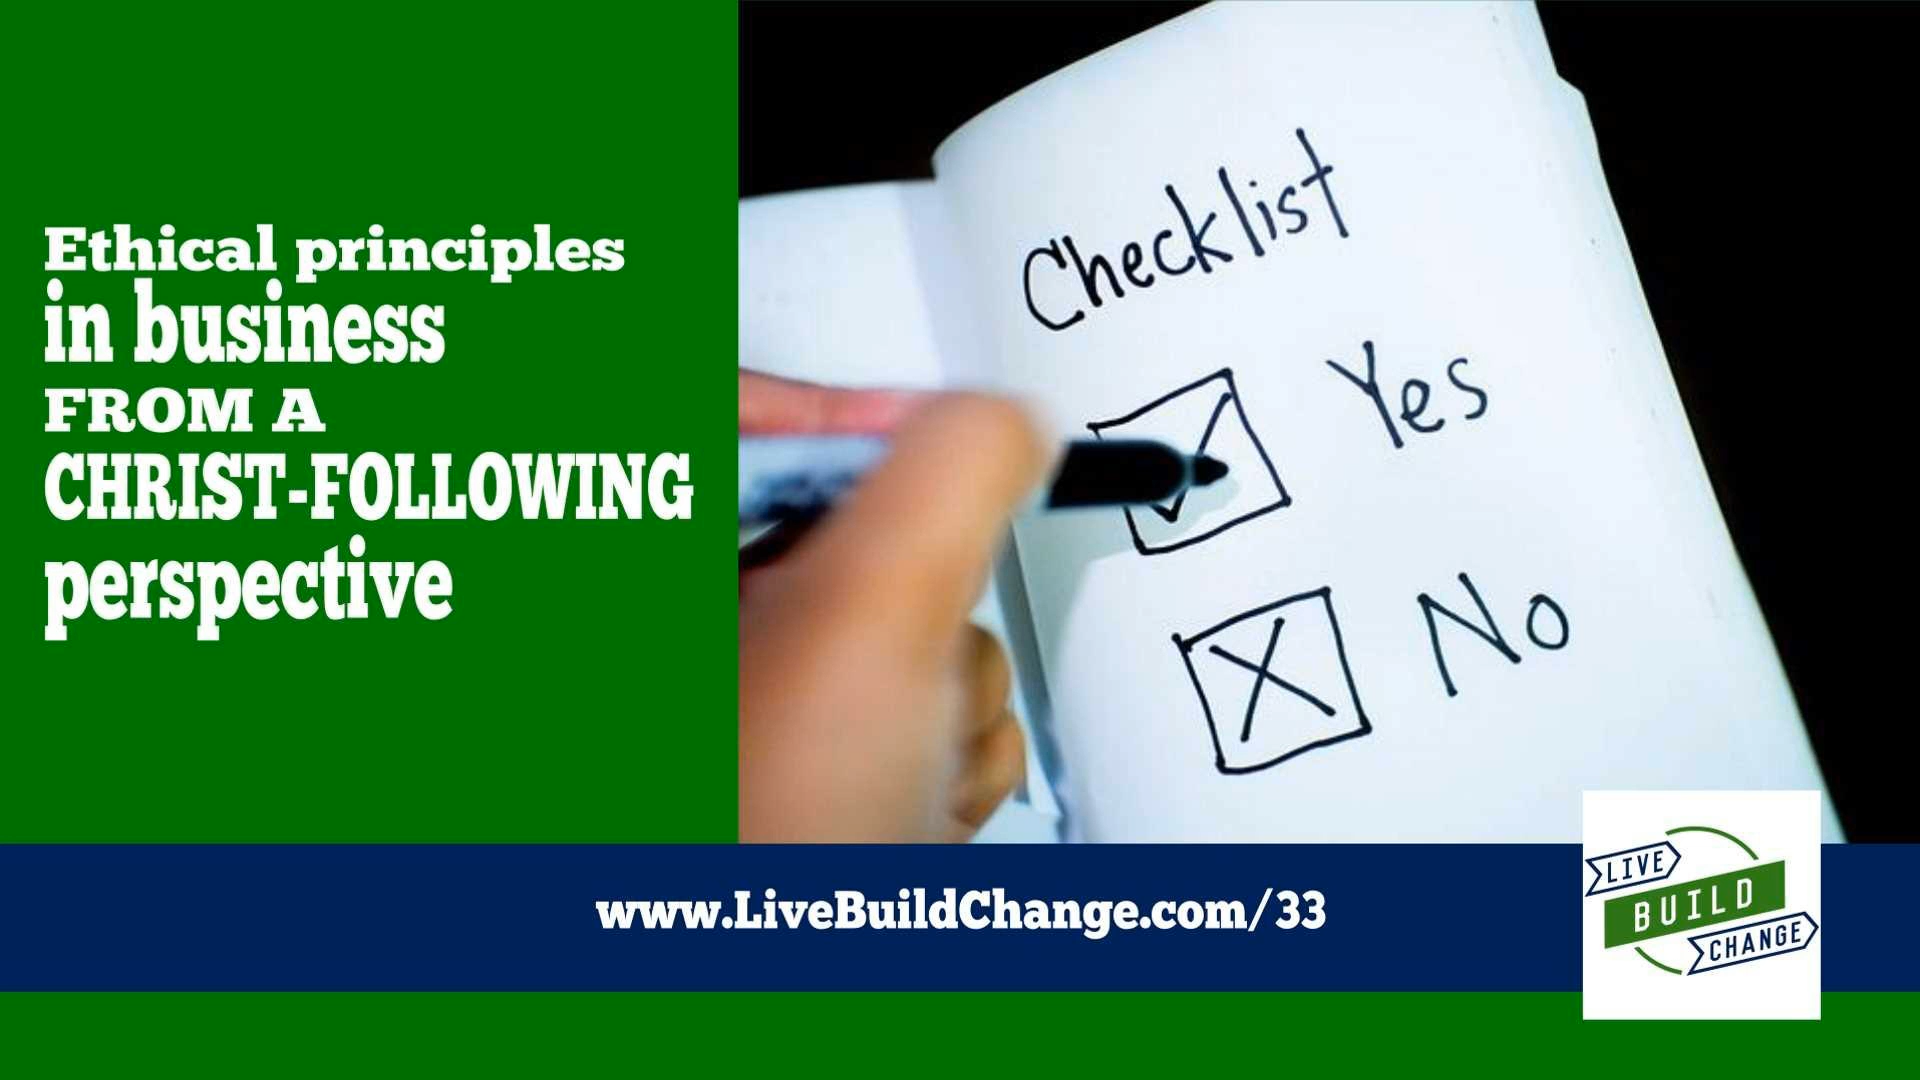 Ethical principles
in business
FROM A
CHRIST-FOLLOWING
perspective
Checklist
Yes
No
www.LiveBuildChange.com/33
LIVE
BUILD
CHANGE